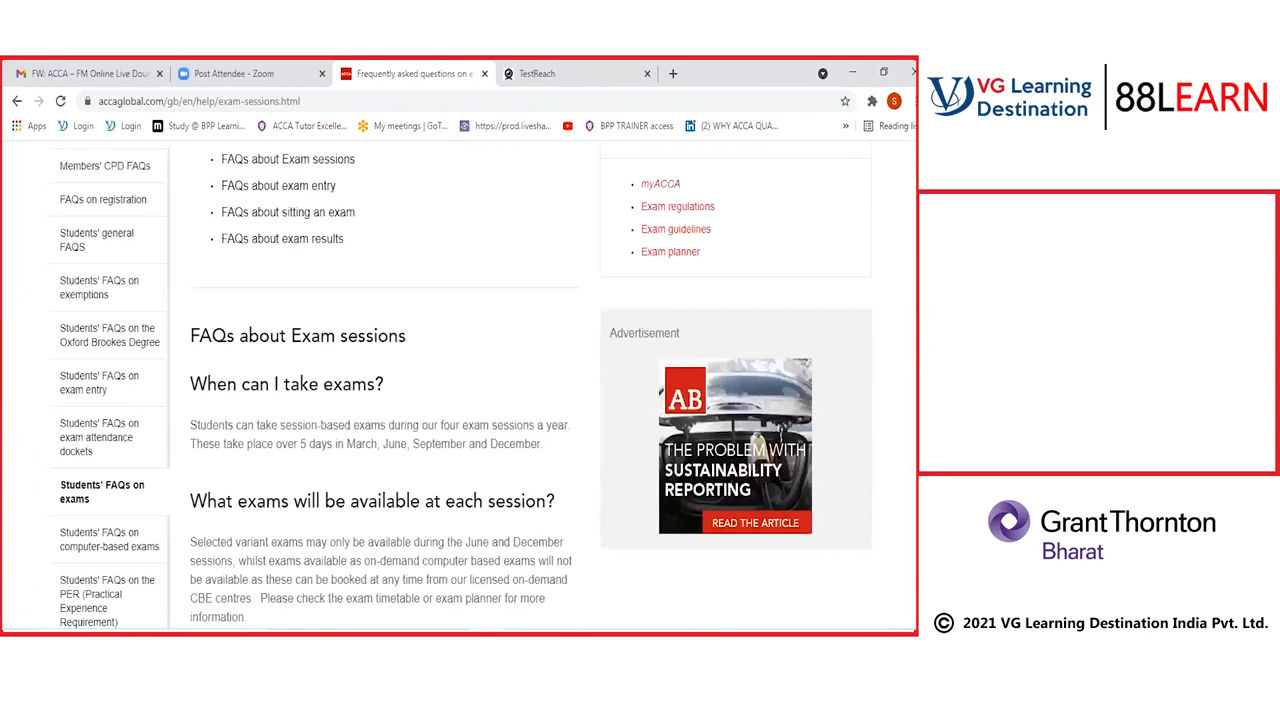 FW: ACCA – FM Online Live Dou
Post Attendee - Zoom
Frequently asked questions on e
TestReach
accaglobal.com/gb/en/help/exam-sessions.html
Apps
Login
Login
Study @ BPP Learni...
ACCA Tutor Excelle...
My meetings | GoT...
https://prod.livesha...
BPP TRAINER access
(2) WHY ACCA QUA...
»
Reading lis
Members' CPD FAQs
FAQs on registration
Students' general
FAQS
Students' FAQs on
exemptions
Students' FAQs on the
Oxford Brookes Degree
Students' FAQs on
exam entry
Students' FAQs on
exam attendance
dockets
Students' FAQs on
exams
Students' FAQs on
computer-based exams
Students' FAQs on the
PER (Practical
Experience
Requirement)
• FAQs about Exam sessions
• FAQs about exam entry
• FAQs about sitting an exam
• FAQs about exam results
FAQs about Exam sessions
When can I take exams?
Students can take session-based exams during our four exam sessions a year.
These take place over 5 days in March, June, September and December.
What exams will be available at each session?
Selected variant exams may only be available during the June and December
sessions, whilst exams available as on-demand computer based exams will not
be available as these can be booked at any time from our licensed on-demand
CBE centres. Please check the exam timetable or exam planner for more
information.
• myACCA
• Exam regulations
• Exam guidelines
• Exam planner
Advertisement
AB
THE PROBLEM WITH
SUSTAINABILITY
REPORTING
READ THE ARTICLE
VG Learning
Destination
88LEARN
Grant Thornton
Bharat
© 2021 VG Learning Destination India Pvt. Ltd.